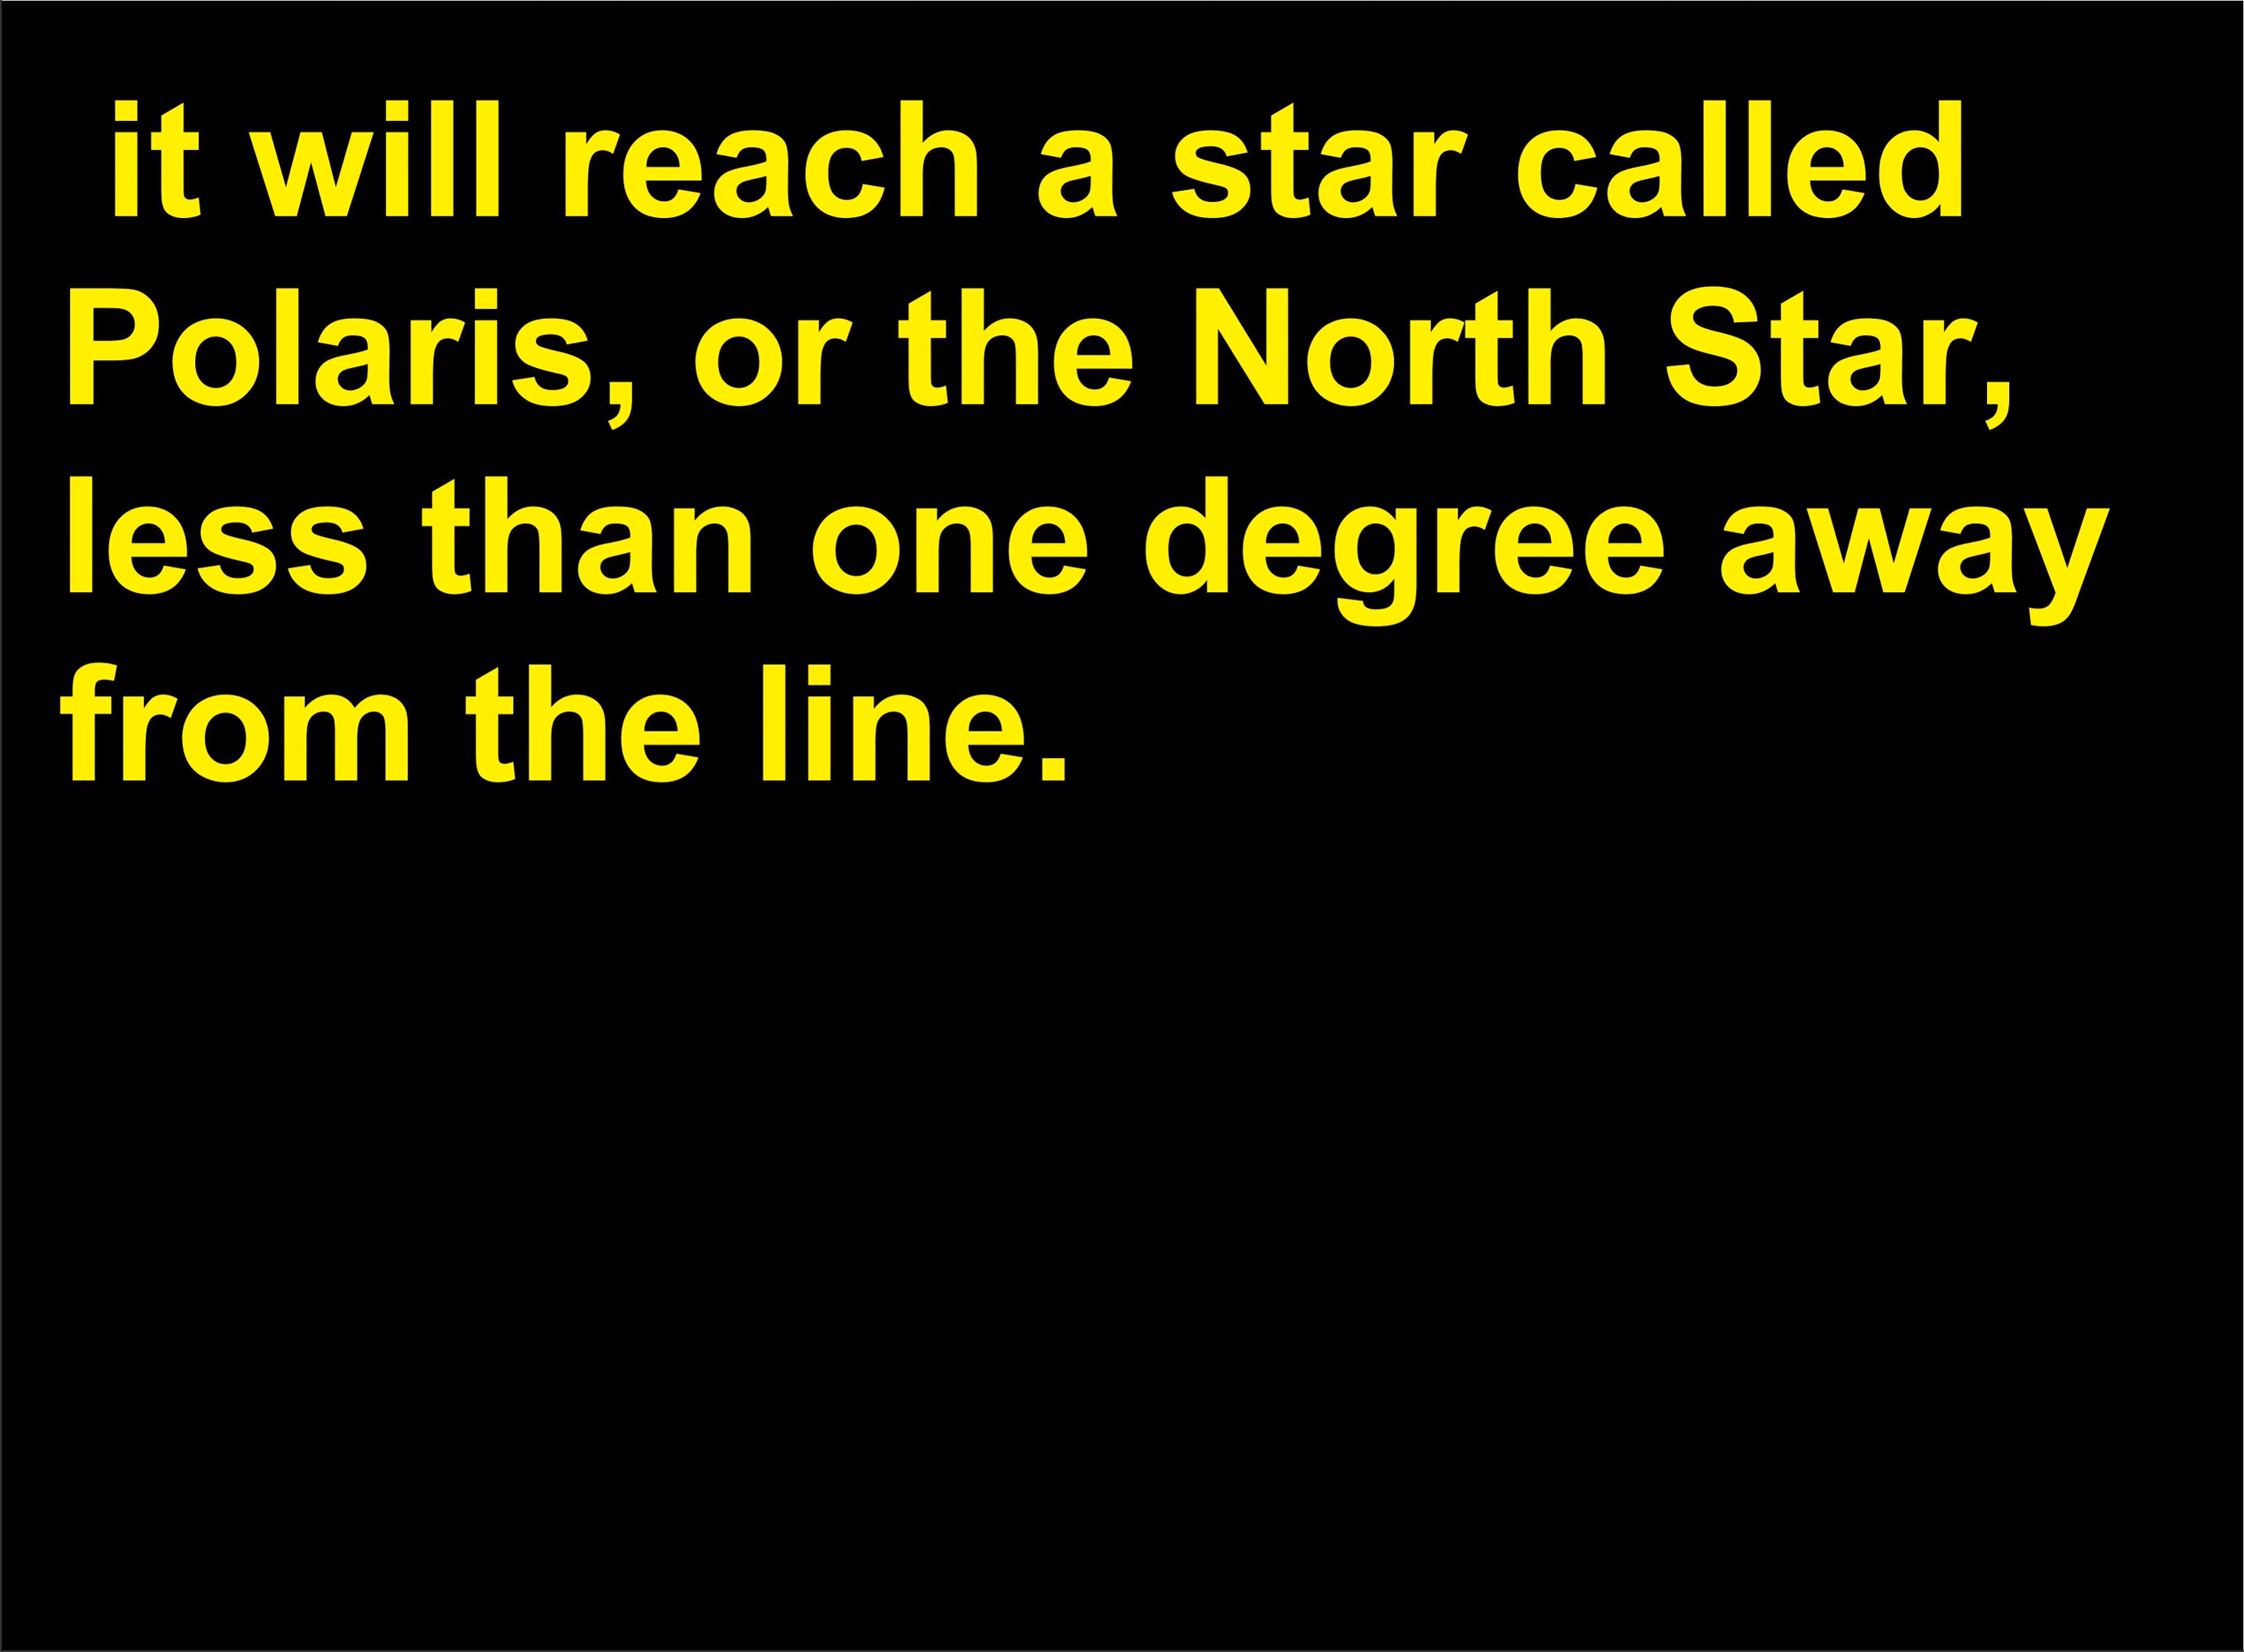 it will reach a star called
Polaris, or the North Star,
less than one degree away
from the line.